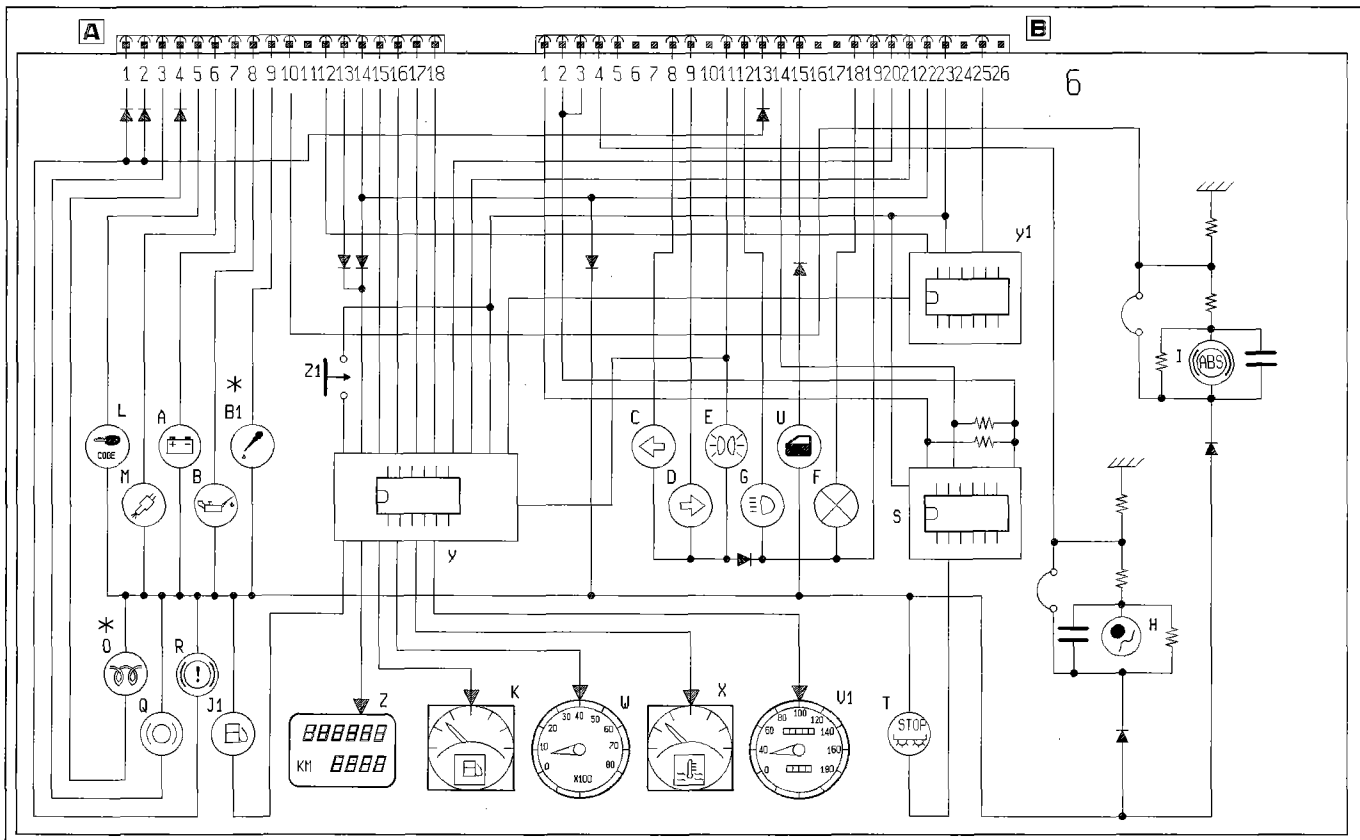 A B
1 2 3 4 5 6 7 8 9 10 11 12 13 14 15 16 17 18
1 2 3 4 5 6 7 8 9 10 11 12 13 14 15 16 17 18 19 20 21 22 23 24 25 26
6
y1
I ABS
Z1
*
L A B1 C E U
CODE
M B D G F
S
y
H
*
O R
Q J1
Z K W X V1 T
888888
KM 8888
0 10 20 30 40 50 60 70 80
X100
0 40 60 80 100 120 140 160 180
STOP
!